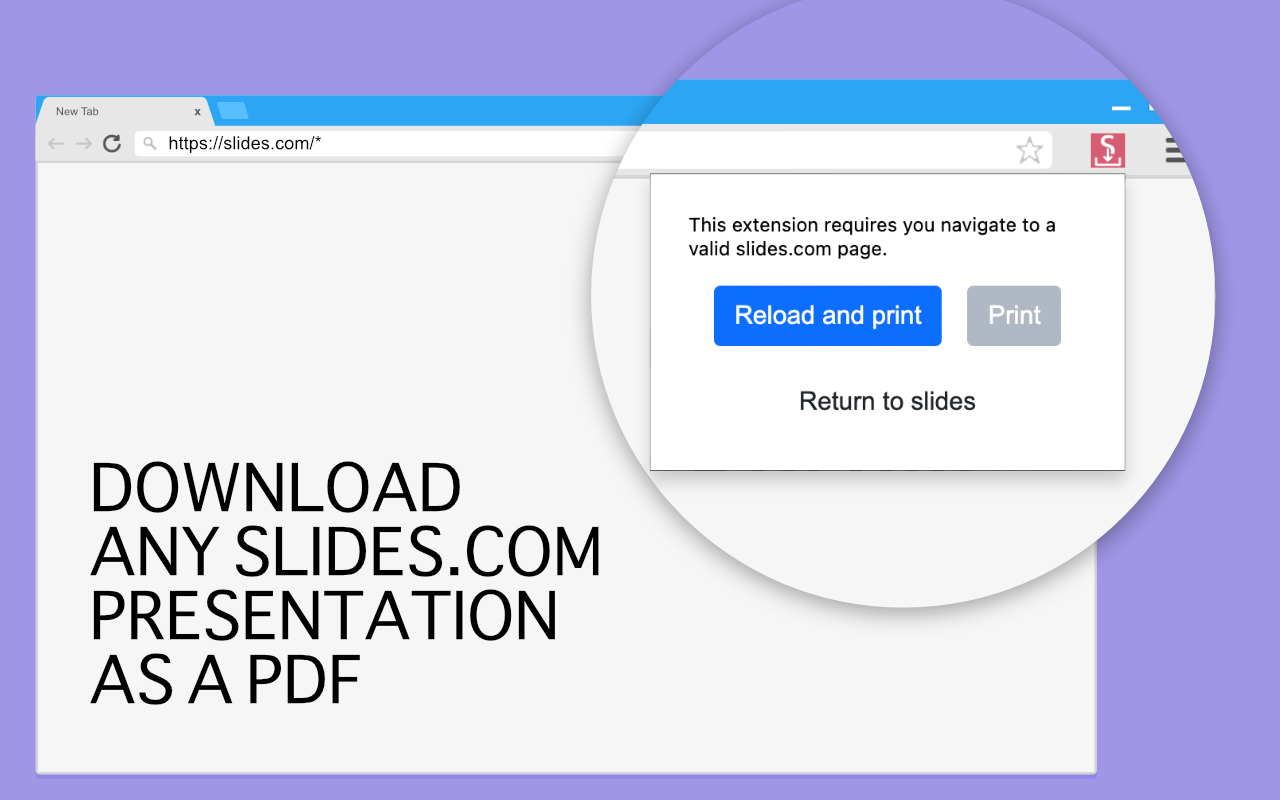 New Tab x
https://slides.com/*
This extension requires you navigate to a
valid slides.com page.
Reload and print Print
Return to slides
DOWNLOAD
ANY SLIDES.COM
PRESENTATION
AS A PDF